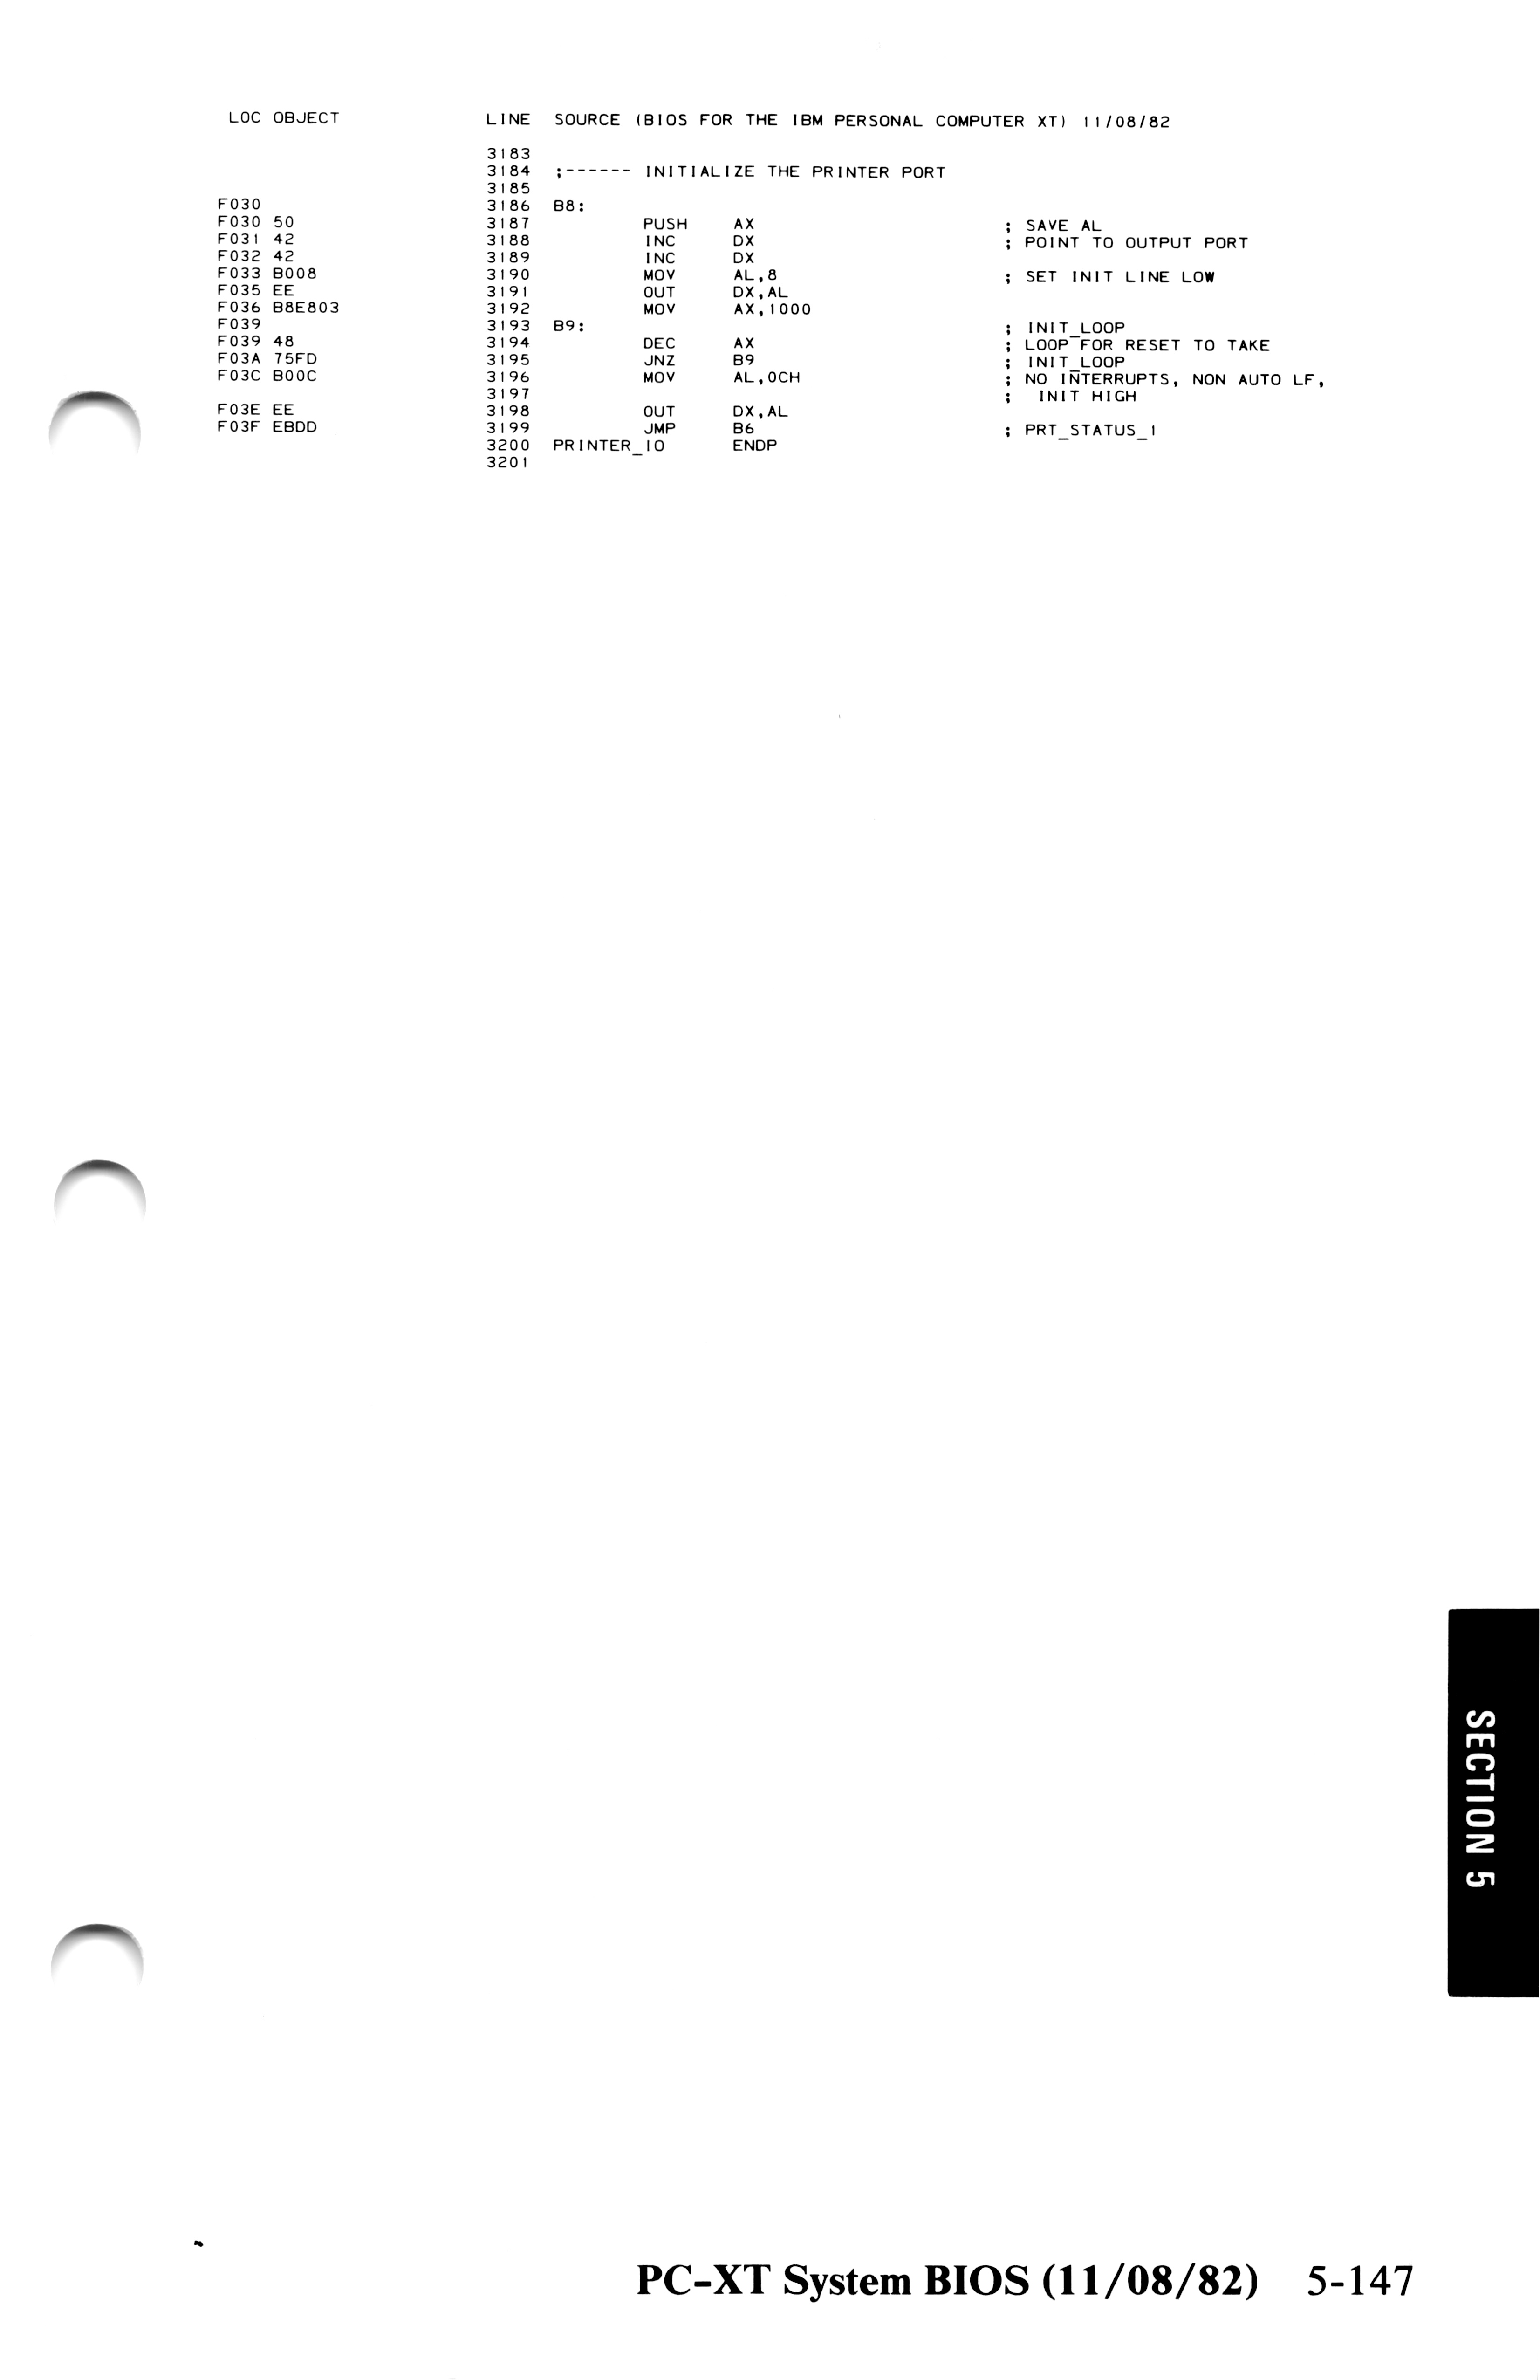 LOC OBJECT LINE SOURCE (BIOS FOR THE IBM PERSONAL COMPUTER XT) 11/08/82
3183
3184 ;------ INITIALIZE THE PRINTER PORT
3185
F030 3186 B8:
F030 50 3187 PUSH AX ; SAVE AL
F031 42 3188 INC DX ; POINT TO OUTPUT PORT
F032 42 3189 INC DX
F033 B008 3190 MOV AL,8 ; SET INIT LINE LOW
F035 EE 3191 OUT DX,AL
F036 B8E803 3192 MOV AX,1000
F039 3193 B9: ; INIT_LOOP
F039 48 3194 DEC AX ; LOOP FOR RESET TO TAKE
F03A 75FD 3195 JNZ B9 ; INIT_LOOP
F03C B00C 3196 MOV AL,0CH ; NO INTERRUPTS, NON AUTO LF,
3197 ; INIT HIGH
F03E EE 3198 OUT DX,AL
F03F EBDD 3199 JMP B6 ; PRT_STATUS_1
3200 PRINTER_IO ENDP
3201
SECTION 5
PC-XT System BIOS (11/08/82) 5-147